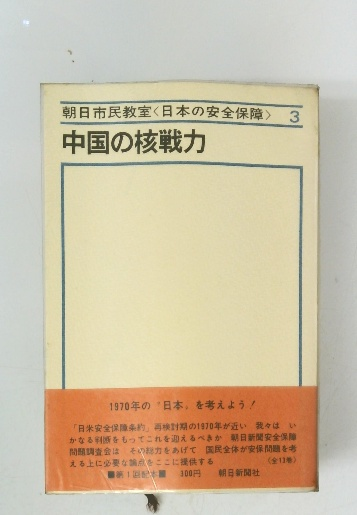 朝日市民教室〈日本の安全保障〉 3
中国の核戦力
1970年の“日本”を考えよう！
「日米安全保障条約」再検討期の1970年が近い 我々は い
かなる判断をもってこれを迎えるべきか 朝日新聞安全保障
問題調査会は その総力をあげて 国民全体が安保問題を考
える上に必要な論点をここに提供する 〈全13巻〉
■第1回配本■ 300円 朝日新聞社